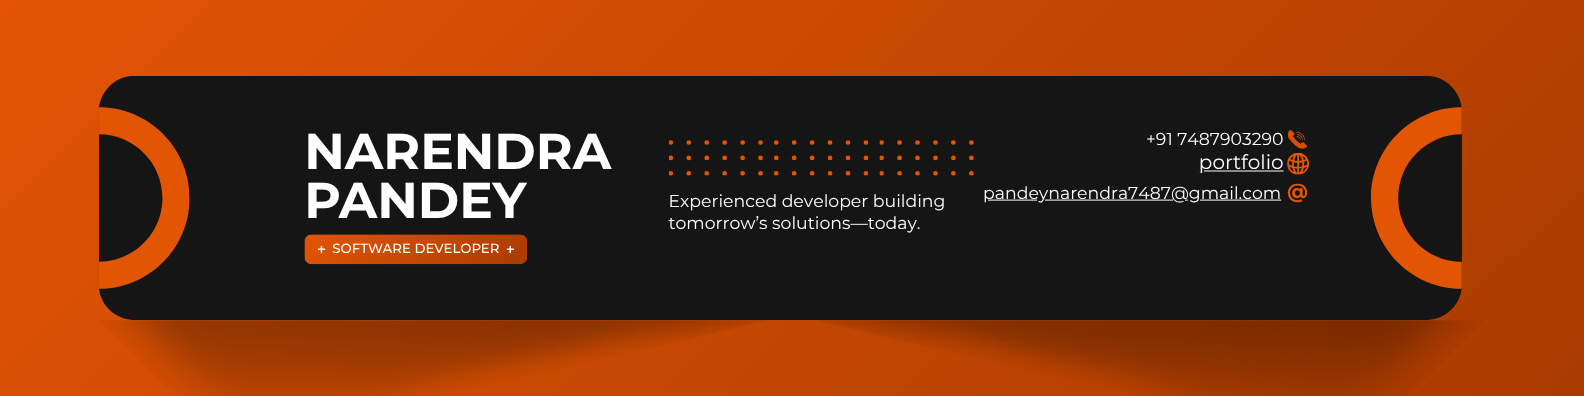 NARENDRA
PANDEY
+ SOFTWARE DEVELOPER +
Experienced developer building
tomorrow’s solutions—today.
+91 7487903290
portfolio
pandeynarendra7487@gmail.com